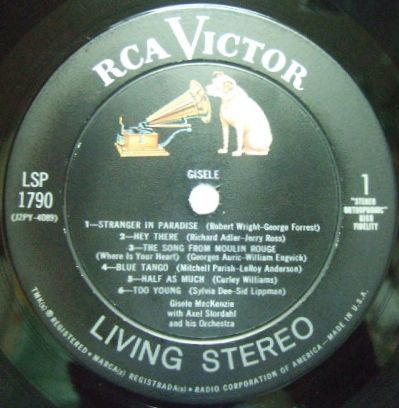 RCA VICTOR
GISELE
LSP
1790
(J2PY-4089)
1
"STEREO
ORTHOPHONIC"
HIGH
FIDELITY
1—STRANGER IN PARADISE (Robert Wright-George Forrest)
2—HEY THERE (Richard Adler-Jerry Ross)
3—THE SONG FROM MOULIN ROUGE
(Where Is Your Heart) (Georges Auric-William Engvick)
4—BLUE TANGO (Mitchell Parish-LeRoy Anderson)
5—HALF AS MUCH (Curley Williams)
6—TOO YOUNG (Sylvia Dee-Sid Lippman)
Gisele MacKenzie
with Axel Stordahl
and his Orchestra
LIVING STEREO
TMK(s) ® REGISTERED • MARCA(s) REGISTRADA(s) • RADIO CORPORATION OF AMERICA—MADE IN U.S.A.